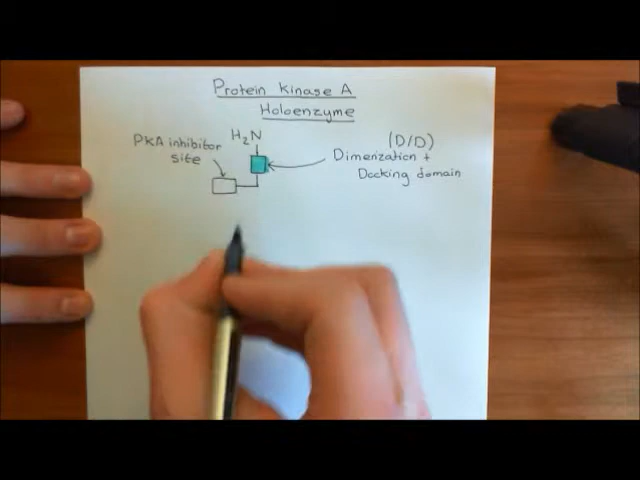 Protein Kinase A
Holoenzyme
H2N
PKA inhibitor
site
(D/D)
Dimerization +
Docking domain